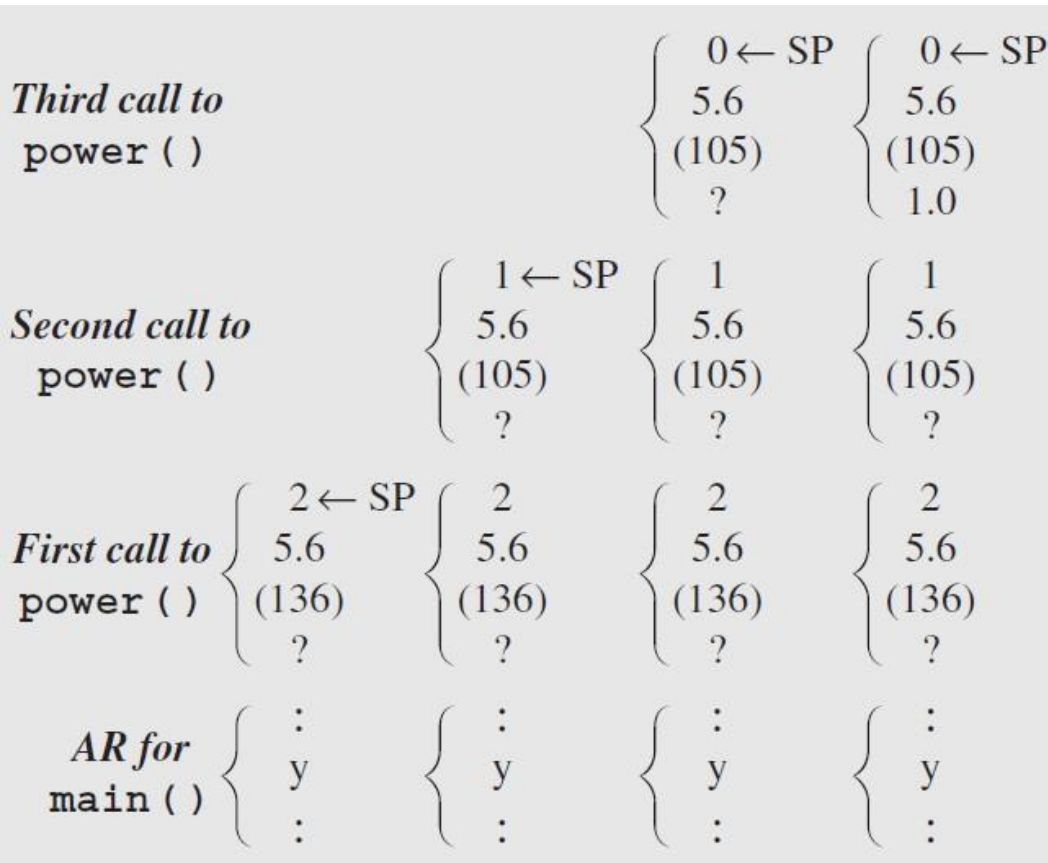 0 ← SP 0 ← SP
Third call to 5.6 5.6
power ( ) (105) (105)
? 1.0
1 ← SP 1 1
Second call to 5.6 5.6 5.6
power ( ) (105) (105) (105)
? ? ?
2 ← SP 2 2 2
First call to 5.6 5.6 5.6 5.6
power ( ) (136) (136) (136) (136)
? ? ? ?
: : : :
AR for y y y y
main ( )
: : : :